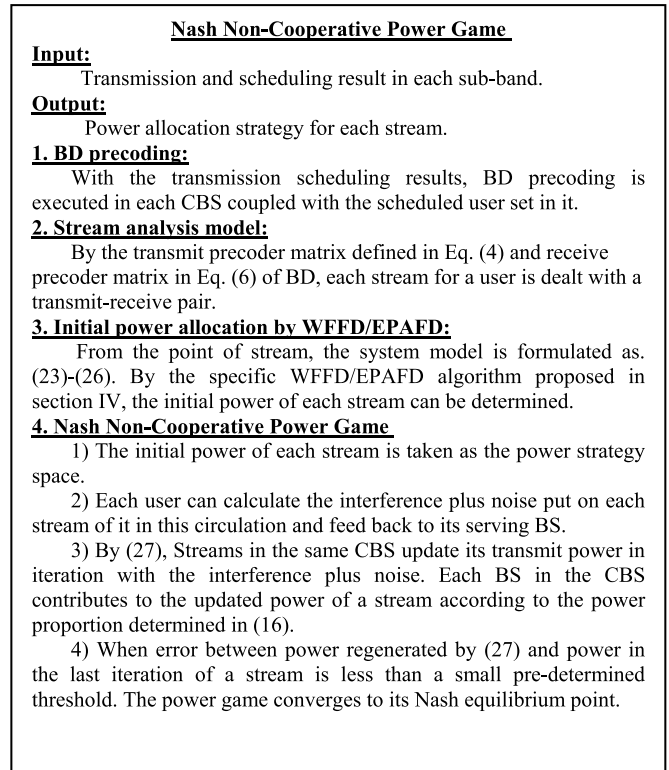 Nash Non-Cooperative Power Game
Input:
Transmission and scheduling result in each sub-band.
Output:
Power allocation strategy for each stream.
1. BD precoding:
With the transmission scheduling results, BD precoding is
executed in each CBS coupled with the scheduled user set in it.
2. Stream analysis model:
By the transmit precoder matrix defined in Eq. (4) and receive
precoder matrix in Eq. (6) of BD, each stream for a user is dealt with a
transmit-receive pair.
3. Initial power allocation by WFFD/EPAFD:
From the point of stream, the system model is formulated as.
(23)-(26). By the specific WFFD/EPAFD algorithm proposed in
section IV, the initial power of each stream can be determined.
4. Nash Non-Cooperative Power Game
1) The initial power of each stream is taken as the power strategy
space.
2) Each user can calculate the interference plus noise put on each
stream of it in this circulation and feed back to its serving BS.
3) By (27), Streams in the same CBS update its transmit power in
iteration with the interference plus noise. Each BS in the CBS
contributes to the updated power of a stream according to the power
proportion determined in (16).
4) When error between power regenerated by (27) and power in
the last iteration of a stream is less than a small pre-determined
threshold. The power game converges to its Nash equilibrium point.